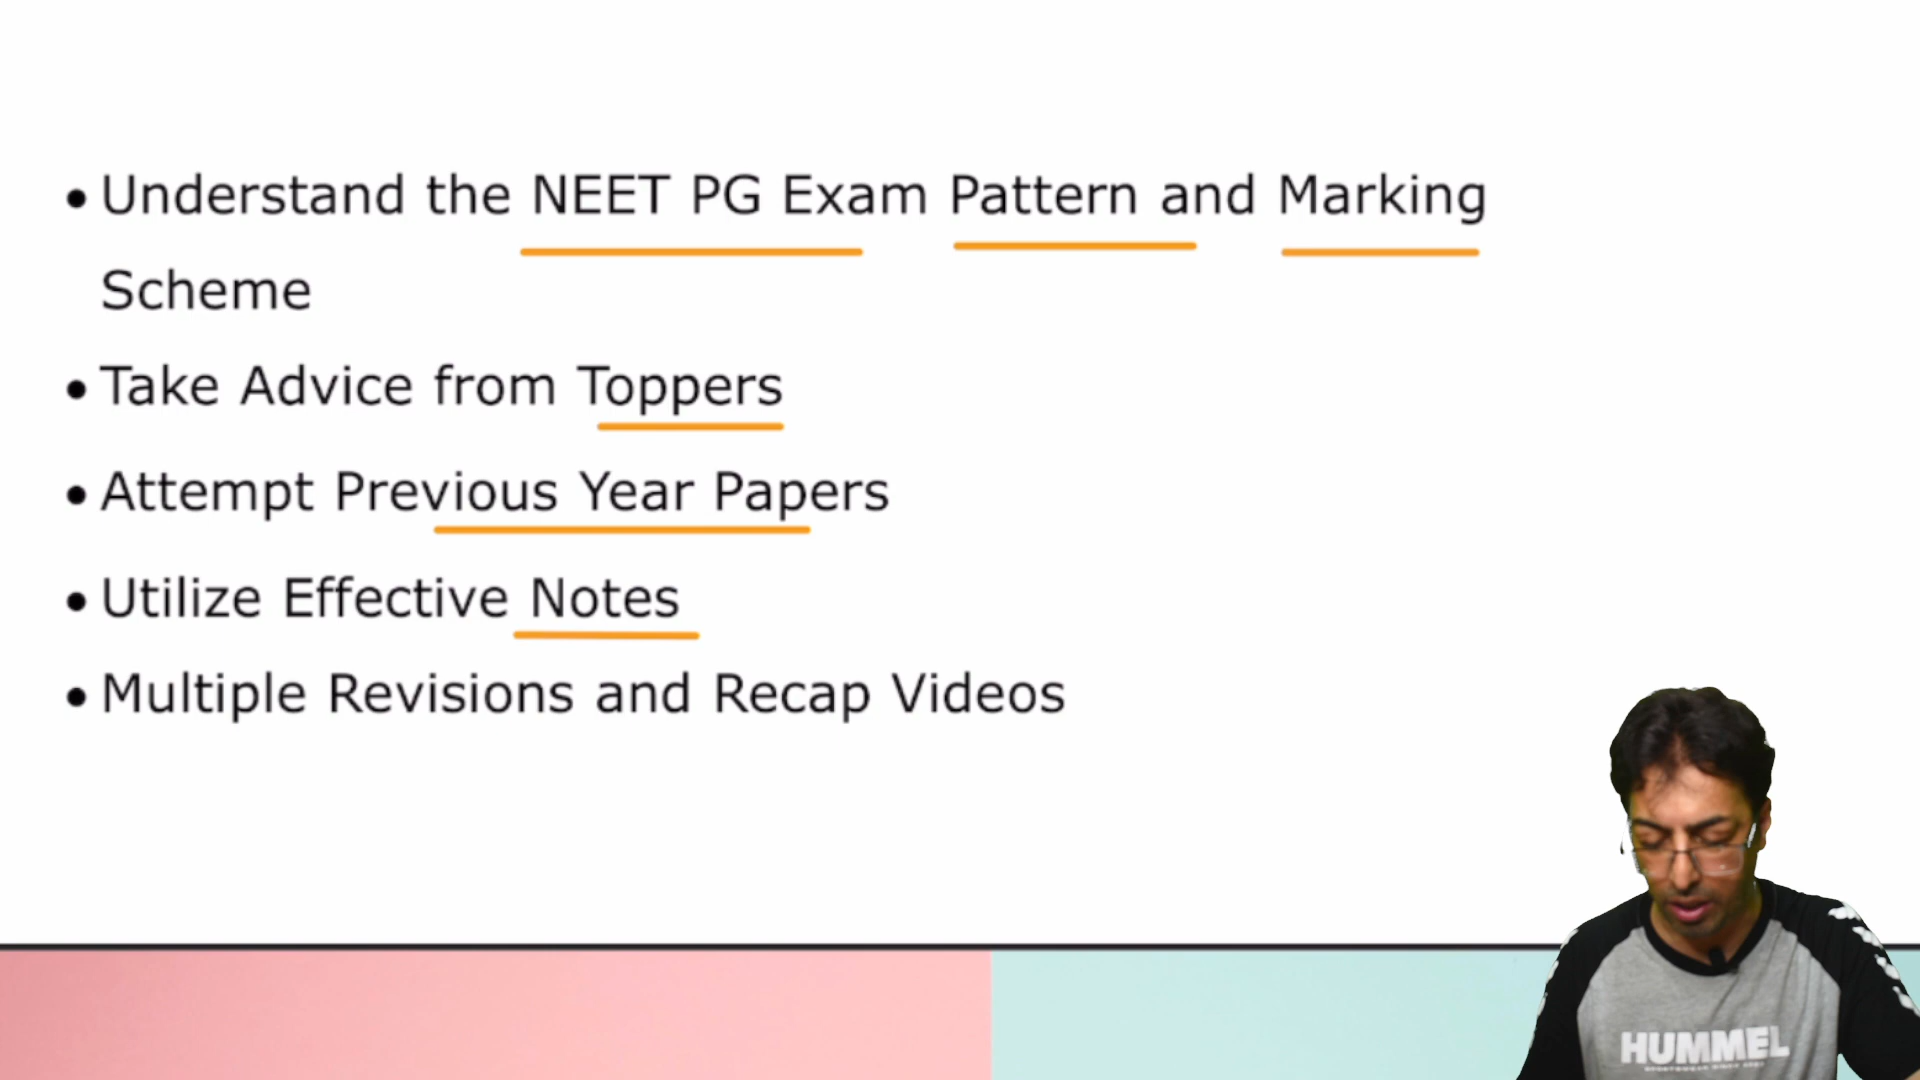 • Understand the NEET PG Exam Pattern and Marking
Scheme
• Take Advice from Toppers
• Attempt Previous Year Papers
• Utilize Effective Notes
• Multiple Revisions and Recap Videos
HUMMEL